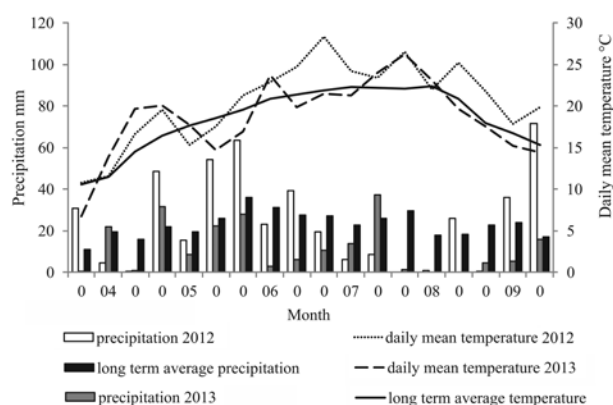 120
100
80
60
40
20
0
Precipitation mm
30
25
20
15
10
5
0
Daily mean temperature °C
0 04 0 0 05 0 0 06 0 0 07 0 0 08 0 0 09 0
Month
precipitation 2012
daily mean temperature 2012
long term average precipitation
daily mean temperature 2013
precipitation 2013
long term average temperature